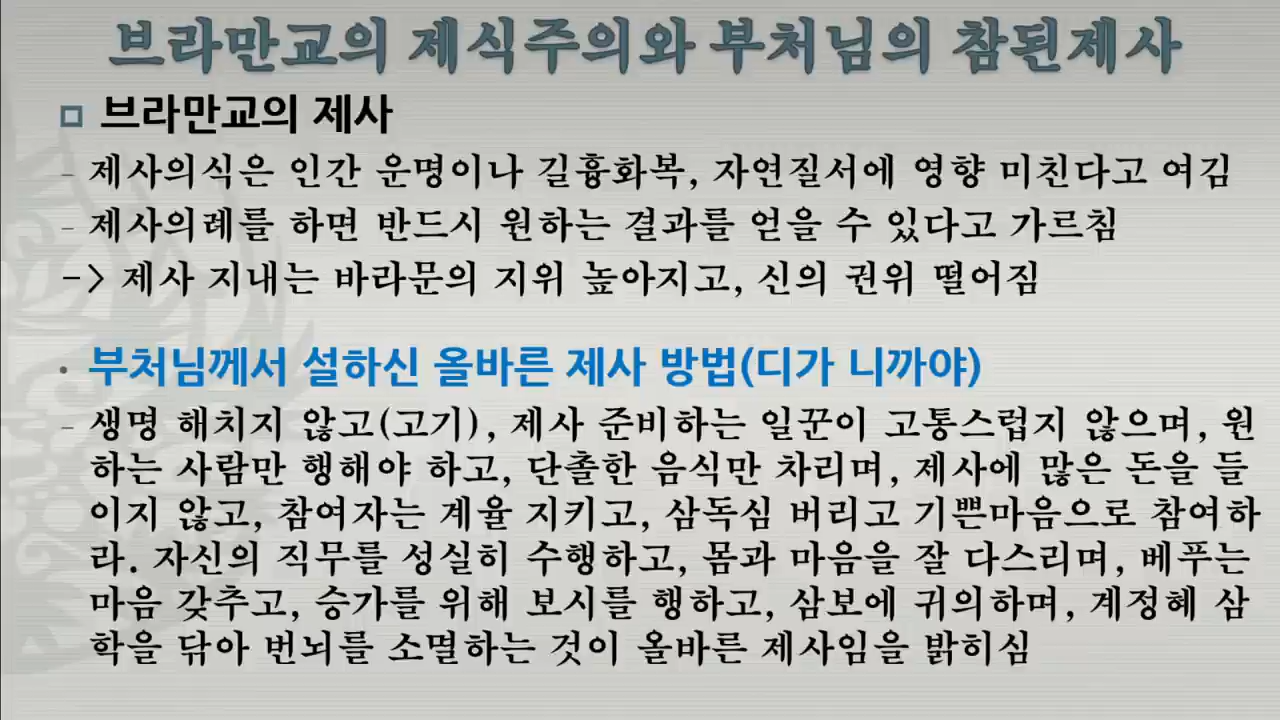 브라만교의 제식주의와 부처님의 참된제사
브라만교의 제사
- 제사의식은 인간 운명이나 길흉화복, 자연질서에 영향 미친다고 여김
- 제사의례를 하면 반드시 원하는 결과를 얻을 수 있다고 가르침
-> 제사 지내는 바라문의 지위 높아지고, 신의 권위 떨어짐
• 부처님께서 설하신 올바른 제사 방법(디가 니까야)
- 생명 해치지 않고(고기), 제사 준비하는 일꾼이 고통스럽지 않으며, 원
하는 사람만 행해야 하고, 단촐한 음식만 차리며, 제사에 많은 돈을 들
이지 않고, 참여자는 계율 지키고, 삼독심 버리고 기쁜마음으로 참여하
라. 자신의 직무를 성실히 수행하고, 몸과 마음을 잘 다스리며, 베푸는
마음 갖추고, 승가를 위해 보시를 행하고, 삼보에 귀의하며, 계정혜 삼
학을 닦아 번뇌를 소멸하는 것이 올바른 제사임을 밝히심